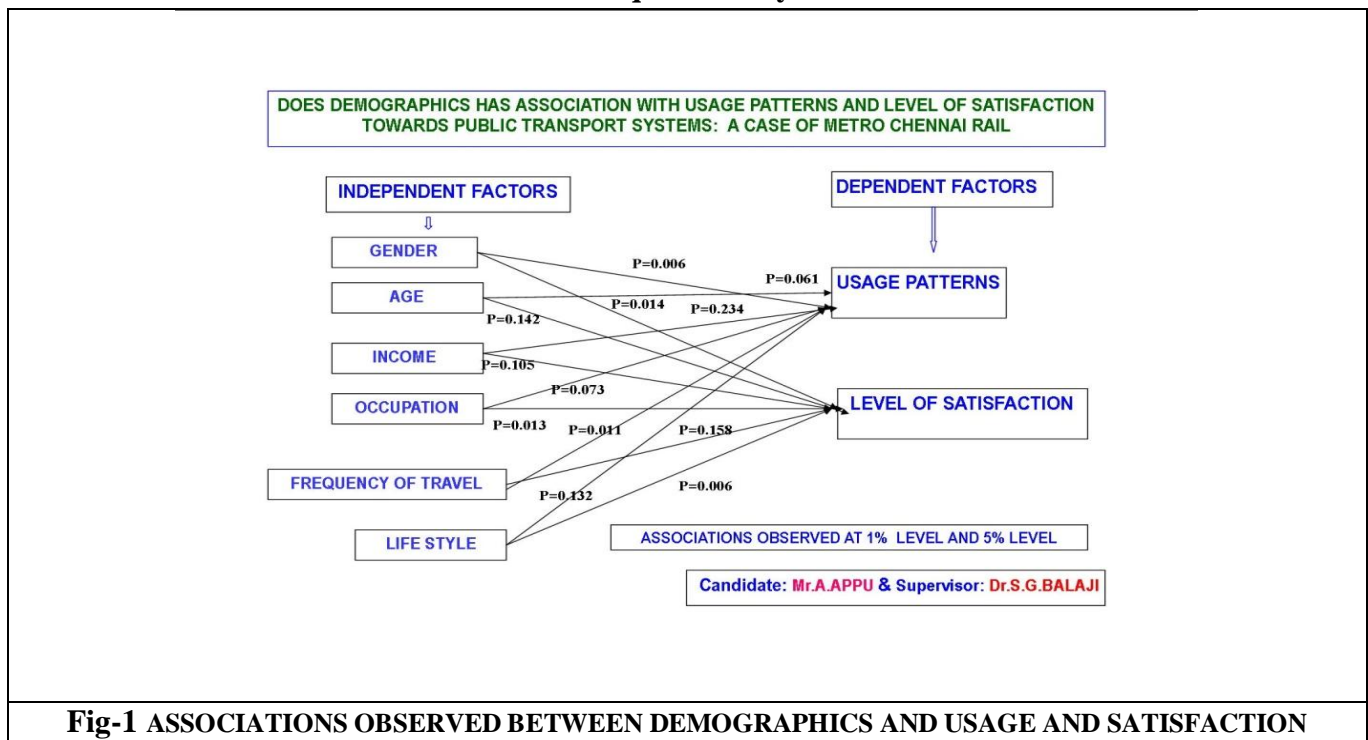 DOES DEMOGRAPHICS HAS ASSOCIATION WITH USAGE PATTERNS AND LEVEL OF SATISFACTION
TOWARDS PUBLIC TRANSPORT SYSTEMS: A CASE OF METRO CHENNAI RAIL
INDEPENDENT FACTORS
DEPENDENT FACTORS
GENDER
P=0.006
P=0.061
USAGE PATTERNS
AGE
P=0.014
P=0.234
P=0.142
INCOME
P=0.105
P=0.073
LEVEL OF SATISFACTION
OCCUPATION
P=0.013
P=0.011
P=0.158
FREQUENCY OF TRAVEL
P=0.132
P=0.006
LIFE STYLE
ASSOCIATIONS OBSERVED AT 1% LEVEL AND 5% LEVEL
Candidate: Mr.A.APPU & Supervisor: Dr.S.G.BALAJI
Fig-1 ASSOCIATIONS OBSERVED BETWEEN DEMOGRAPHICS AND USAGE AND SATISFACTION